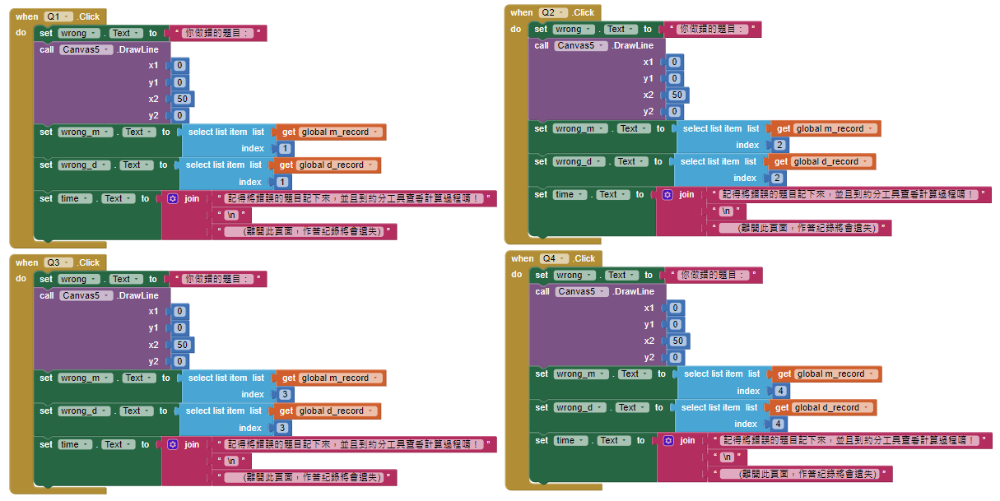 when Q1 .Click
do set wrong . Text to " 你做錯的題目： "
call Canvas5 .DrawLine
x1 0
y1 0
x2 50
y2 0
set wrong_m . Text to select list item list get global m_record
index 1
set wrong_d . Text to select list item list get global d_record
index 1
set time . Text to join " 記得將錯誤的題目記下來，並且到約分工具查看計算過程唷！ "
" \n "
" (離開此頁面，作答紀錄將會遺失) "
when Q2 .Click
do set wrong . Text to " 你做錯的題目： "
call Canvas5 .DrawLine
x1 0
y1 0
x2 50
y2 0
set wrong_m . Text to select list item list get global m_record
index 2
set wrong_d . Text to select list item list get global d_record
index 2
set time . Text to join " 記得將錯誤的題目記下來，並且到約分工具查看計算過程唷！ "
" \n "
" (離開此頁面，作答紀錄將會遺失) "
when Q3 .Click
do set wrong . Text to " 你做錯的題目： "
call Canvas5 .DrawLine
x1 0
y1 0
x2 50
y2 0
set wrong_m . Text to select list item list get global m_record
index 3
set wrong_d . Text to select list item list get global d_record
index 3
set time . Text to join " 記得將錯誤的題目記下來，並且到約分工具查看計算過程唷！ "
" \n "
" (離開此頁面，作答紀錄將會遺失) "
when Q4 .Click
do set wrong . Text to " 你做錯的題目： "
call Canvas5 .DrawLine
x1 0
y1 0
x2 50
y2 0
set wrong_m . Text to select list item list get global m_record
index 4
set wrong_d . Text to select list item list get global d_record
index 4
set time . Text to join " 記得將錯誤的題目記下來，並且到約分工具查看計算過程唷！ "
" \n "
" (離開此頁面，作答紀錄將會遺失) "